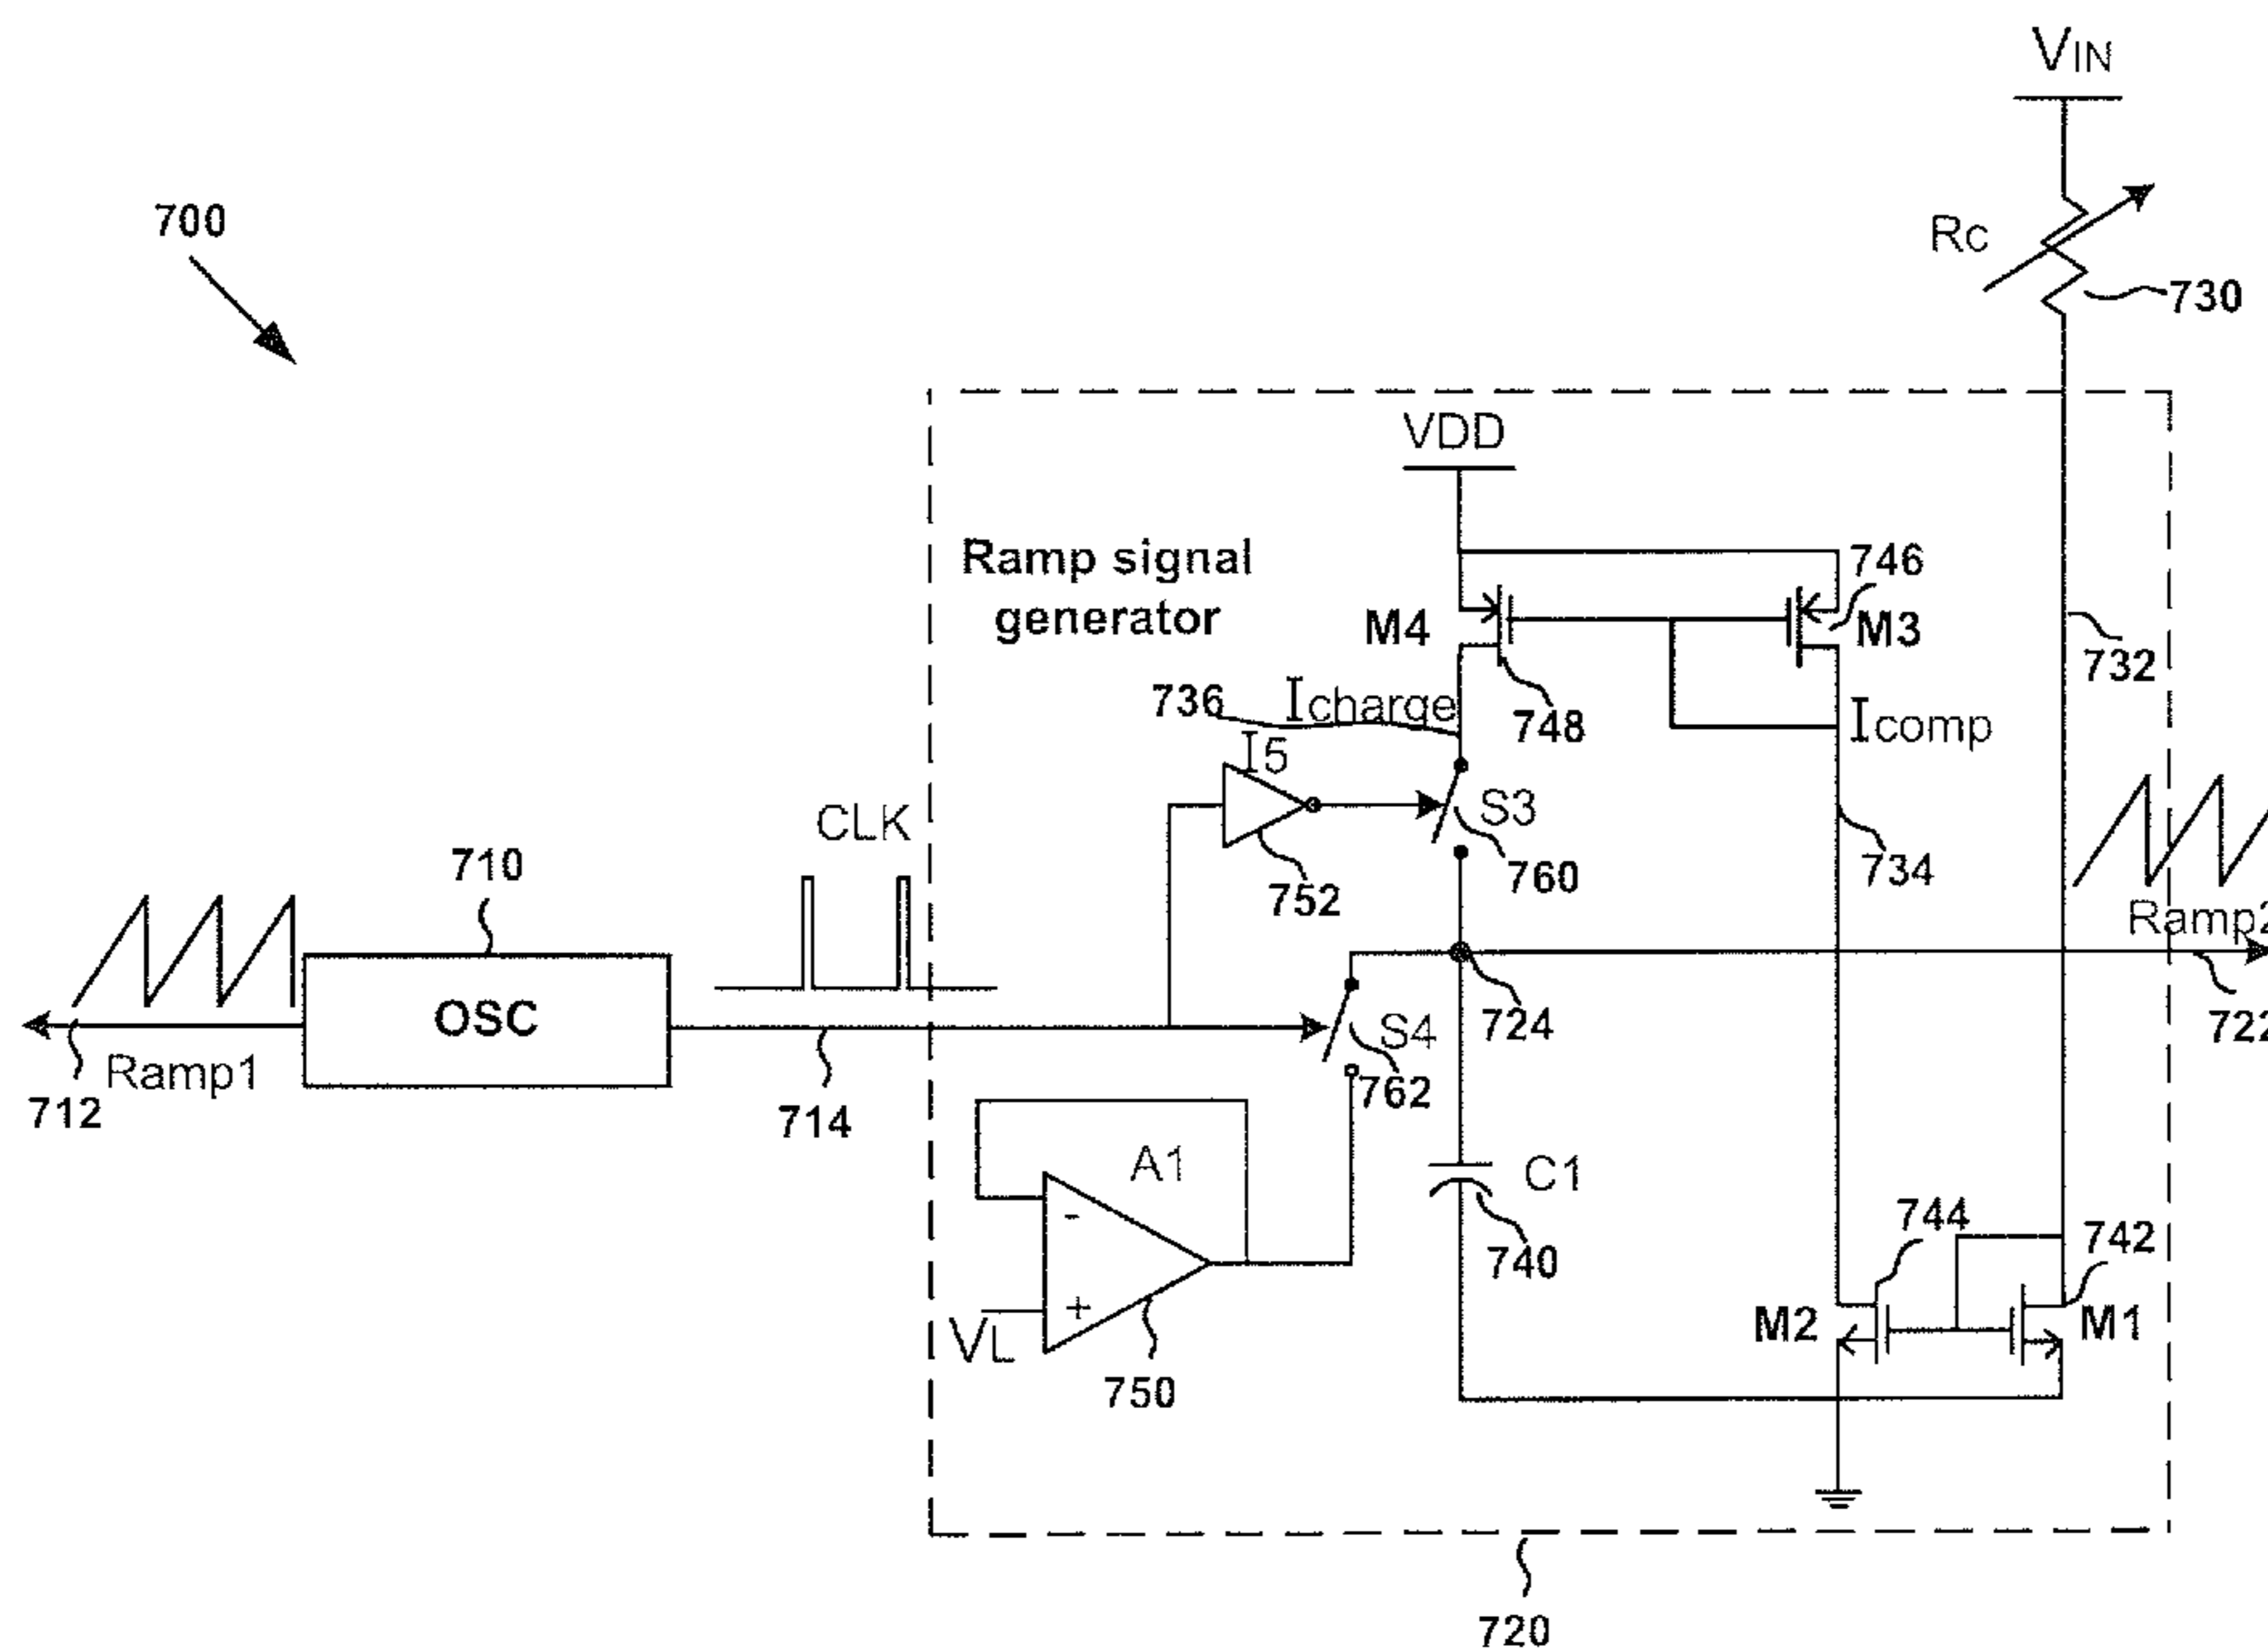 VIN
700
Rc
730
VDD
Ramp signal
generator
746
M4
M3
732
736
Icharge
748
Icomp
I5
CLK
S3
710
752
760
734
Ramp2
OSC
S4
724
722
Ramp1
712
714
762
A1
C1
-
744
742
740
+
M2
M1
VL
750
720